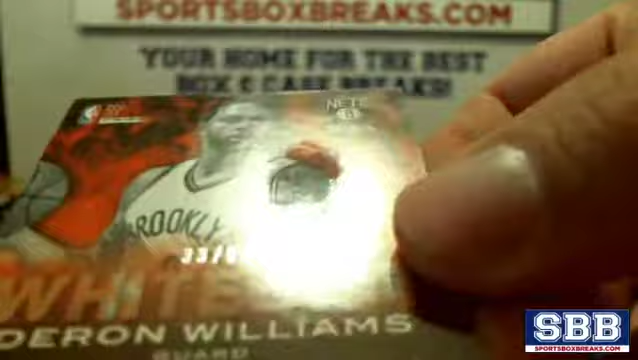 SPORTSBOXBREAKS.COM
YOUR HOME FOR THE BEST
BOX & CASE BREAKS!
NETS
BROOKLYN
33/
WHITE
DERON WILLIAMS
GUARD
SBB
SPORTSBOXBREAKS.COM